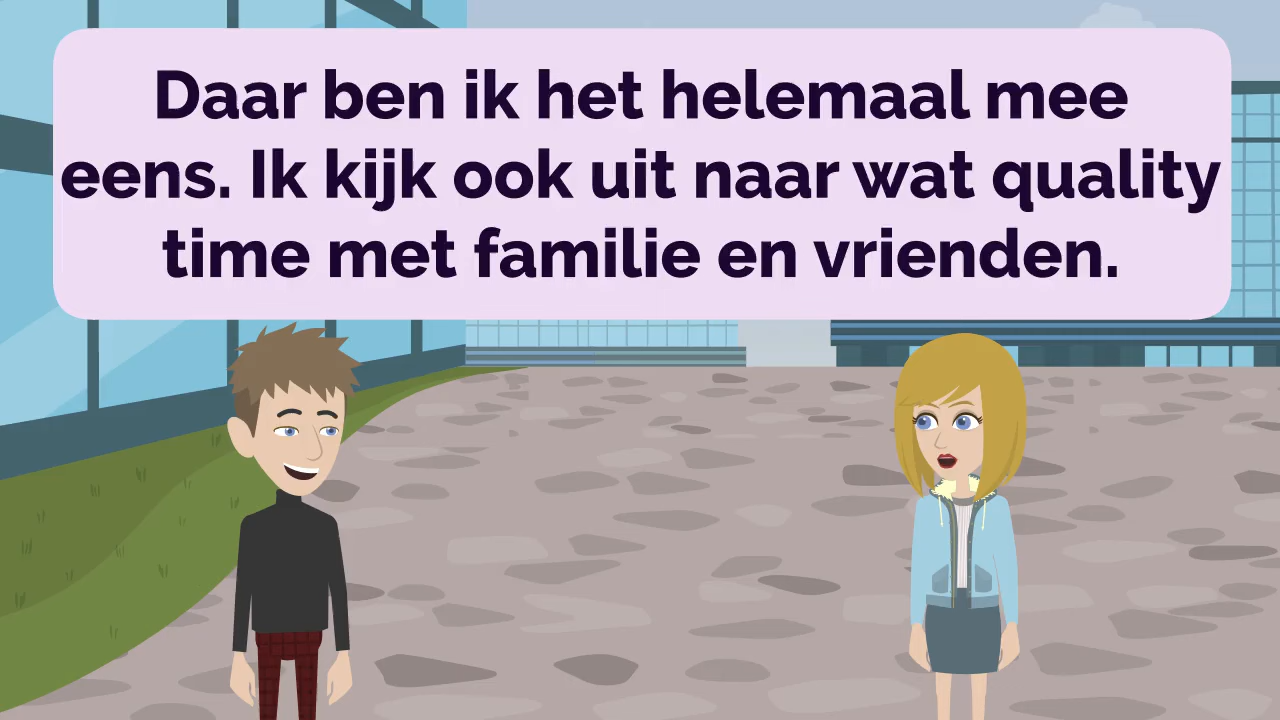 Daar ben ik het helemaal mee
eens. Ik kijk ook uit naar wat quality
time met familie en vrienden.